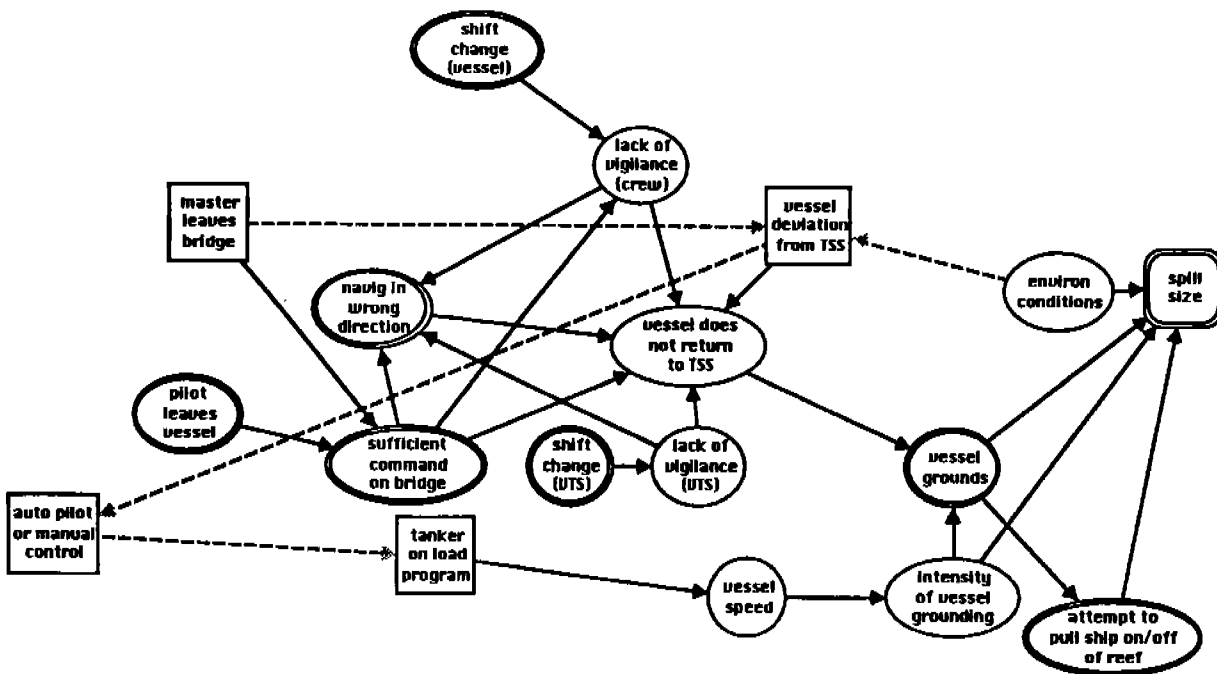 shift
change
(vessel)
lack of
vigilance
(crew)
master
leaves
bridge
vessel
deviation
from TSS
navig in
wrong
direction
environ
conditions
spill
size
vessel does
not return
to TSS
pilot
leaves
vessel
sufficient
command
on bridge
shift
change
(VTS)
lack of
vigilance
(VTS)
vessel
grounds
auto pilot
or manual
control
tanker
on load
program
vessel
speed
intensity
of vessel
grounding
attempt to
pull ship on/off
of reef